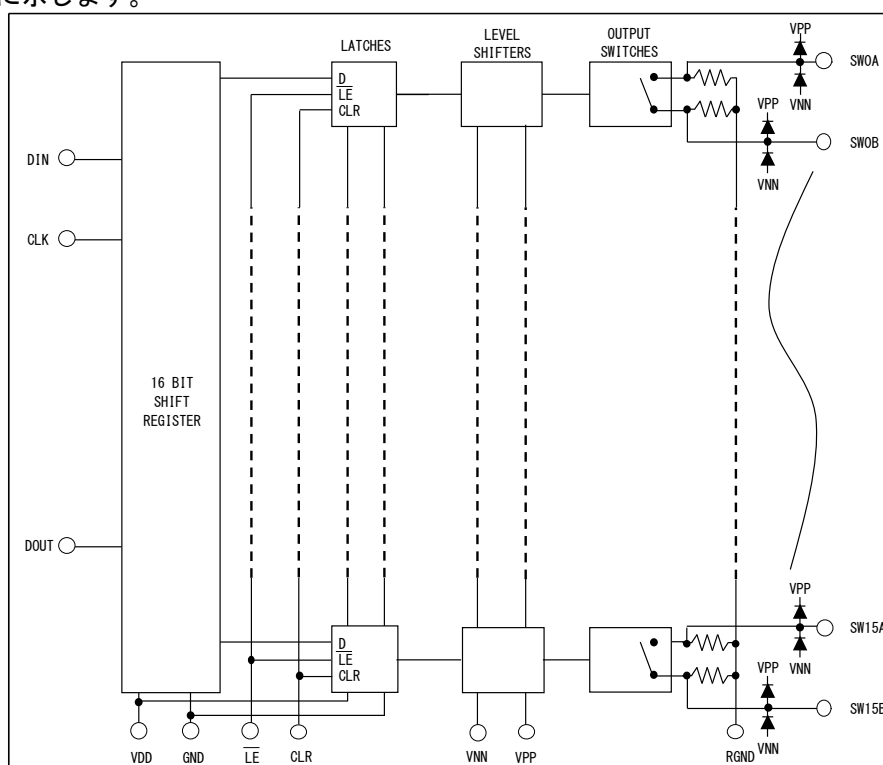 に示します。
LATCHES
LEVEL
SHIFTERS
OUTPUT
SWITCHES
VPP
SW0A
VNN
D
LE
CLR
VPP
SW0B
VNN
DIN
CLK
16 BIT
SHIFT
REGISTER
DOUT
VPP
SW15A
VNN
D
LE
CLR
VPP
SW15B
VNN
VDD
GND
LE
CLR
VNN
VPP
RGND